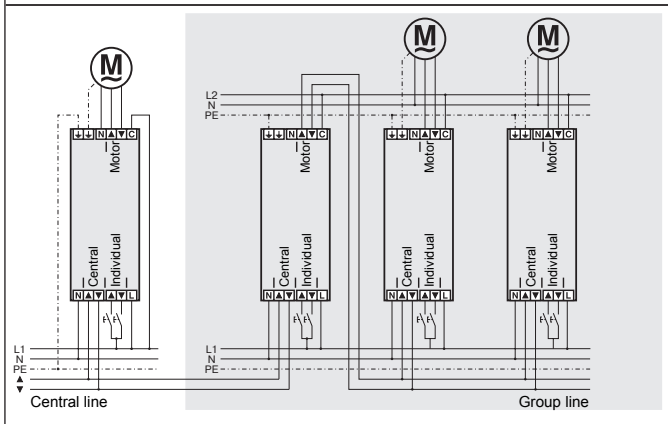 M
M M
L2
N
PE
N ▲ ▼ C
N ▲ ▼ C
N ▲ ▼ C
N ▲ ▼ C
Motor
Motor
Motor
Motor
Central
Individual
Central
Individual
Central
Individual
Central
Individual
N ▲ ▼ ▲ ▼ L
N ▲ ▼ ▲ ▼ L
N ▲ ▼ ▲ ▼ L
N ▲ ▼ ▲ ▼ L
L1
N
PE
▲
▼
L1
N
PE
Central line
Group line